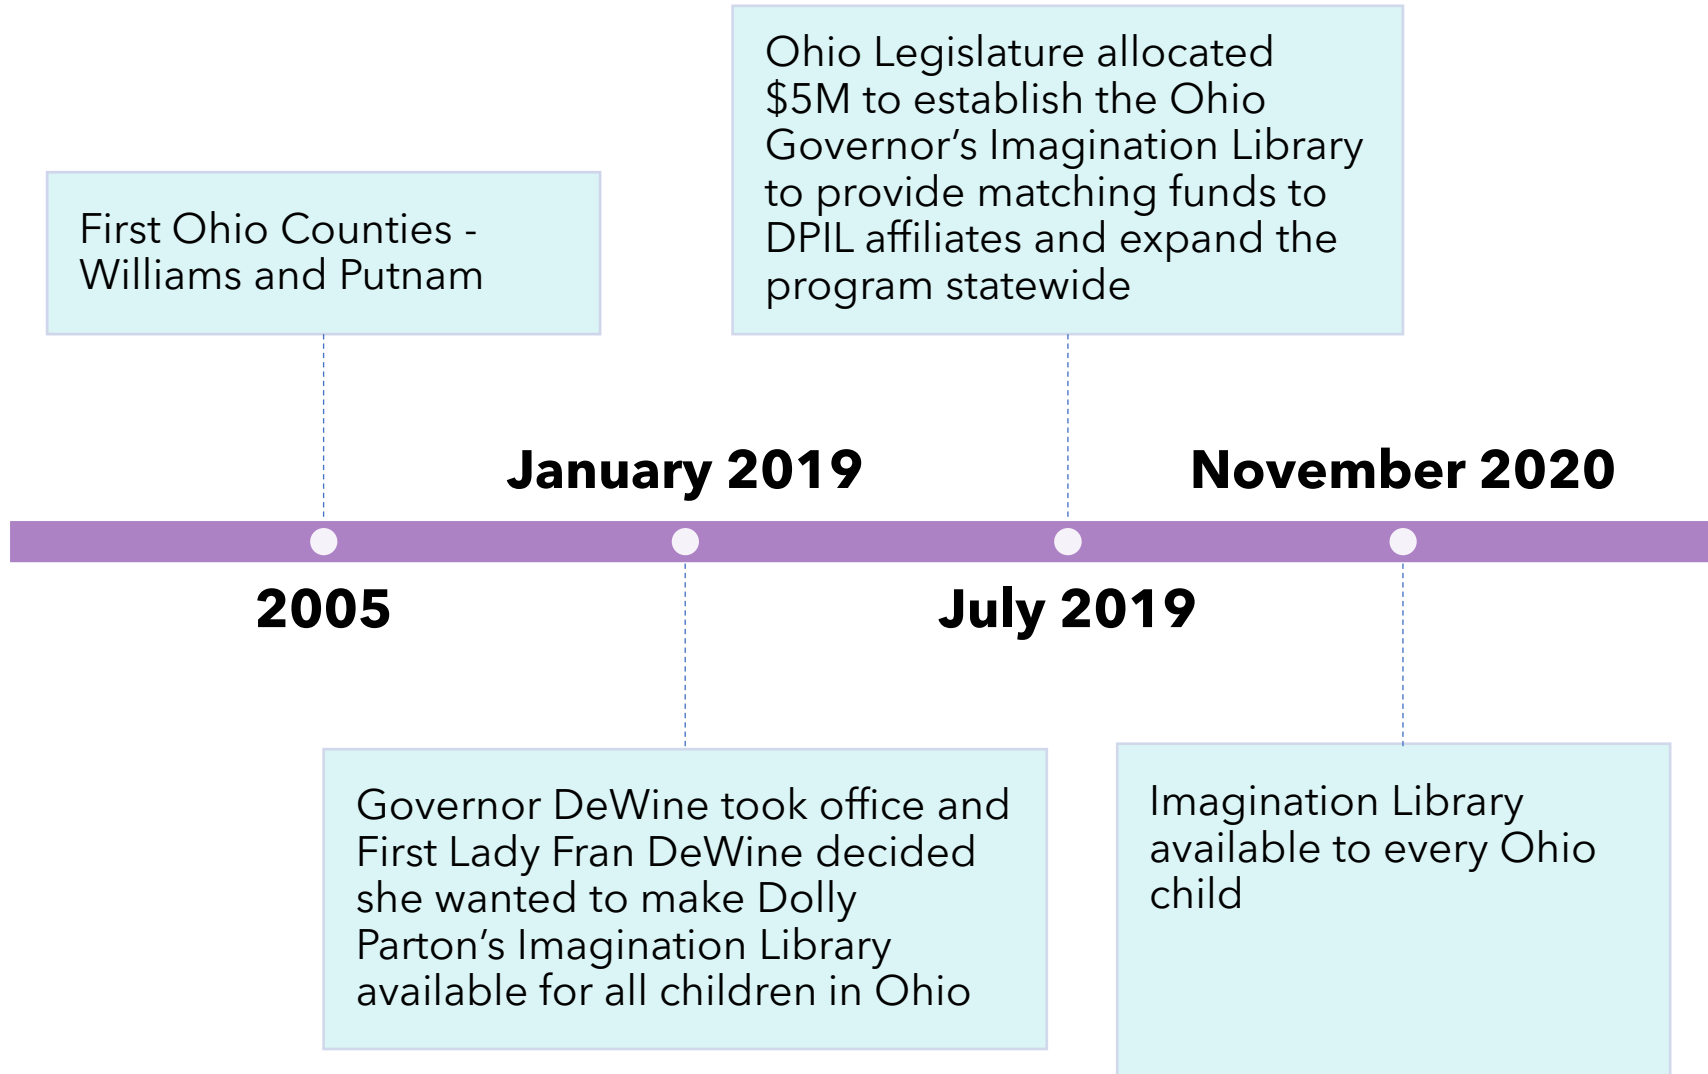 First Ohio Counties -
Williams and Putnam
2005
January 2019
Governor DeWine took office and
First Lady Fran DeWine decided
she wanted to make Dolly
Parton’s Imagination Library
available for all children in Ohio
Ohio Legislature allocated
$5M to establish the Ohio
Governor’s Imagination Library
to provide matching funds to
DPIL affiliates and expand the
program statewide
July 2019
November 2020
Imagination Library
available to every Ohio
child